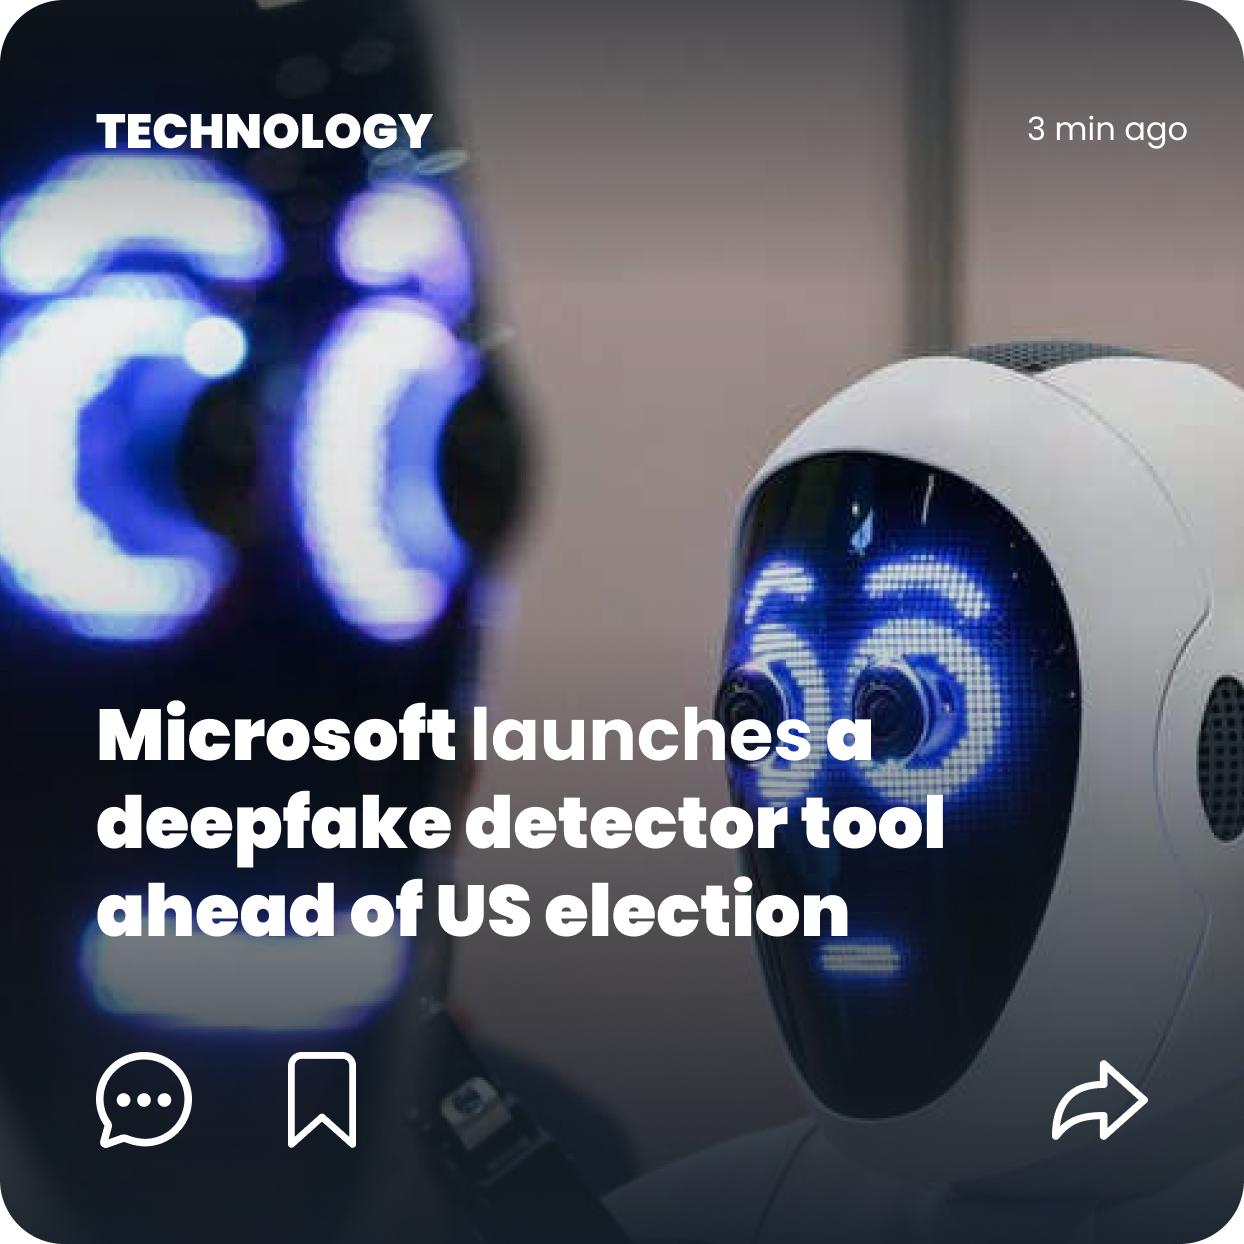 TECHNOLOGY
3 min ago
Microsoft launches a
deepfake detector tool
ahead of US election